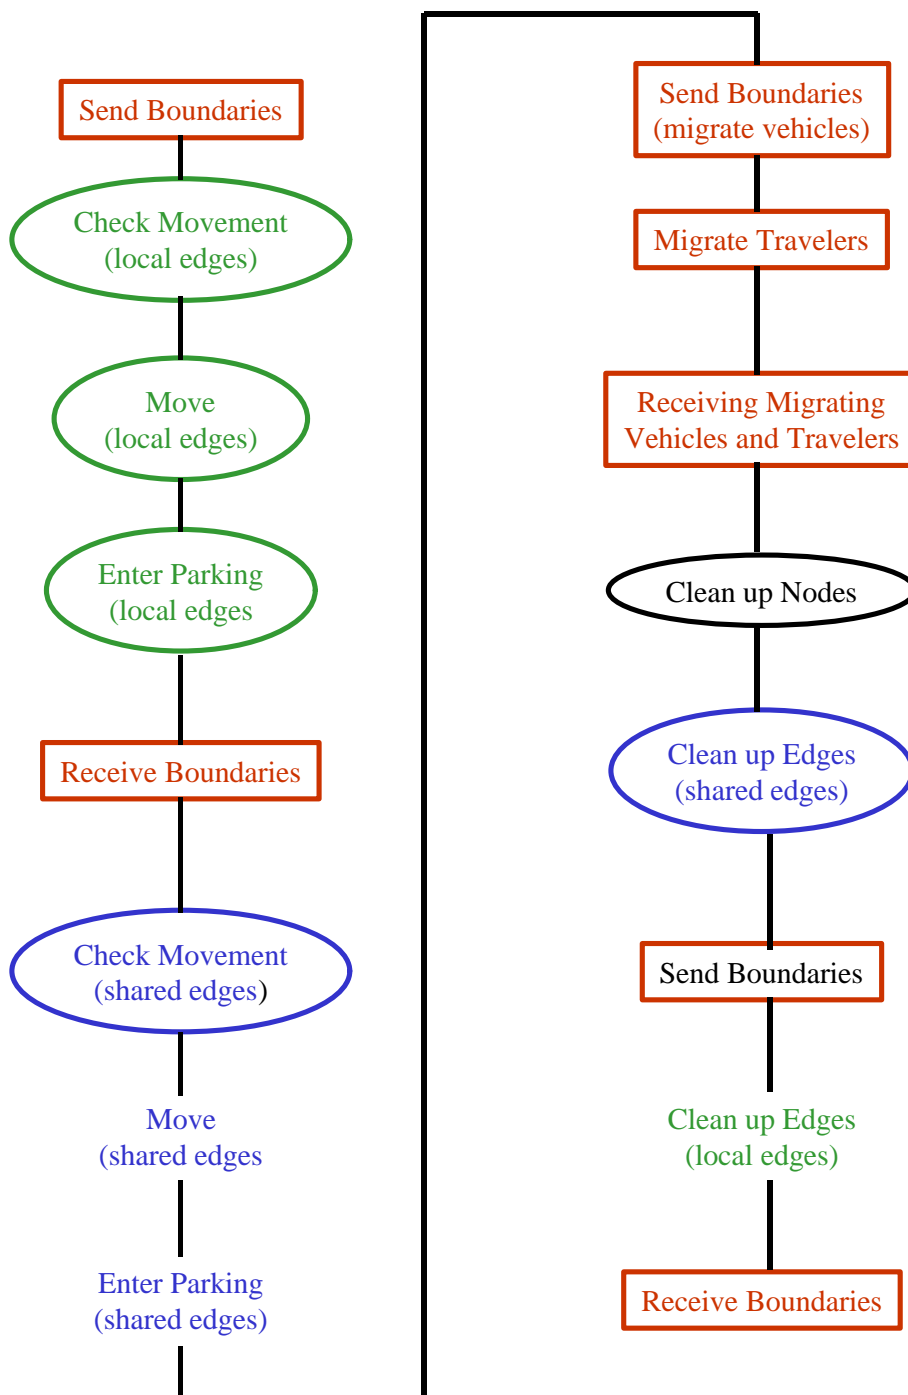 Send Boundaries
Check Movement
(local edges)
Move
(local edges)
Enter Parking
(local edges
Receive Boundaries
Check Movement
(shared edges)
Move
(shared edges
Enter Parking
(shared edges)
Send Boundaries
(migrate vehicles)
Migrate Travelers
Receiving Migrating
Vehicles and Travelers
Clean up Nodes
Clean up Edges
(shared edges)
Send Boundaries
Clean up Edges
(local edges)
Receive Boundaries